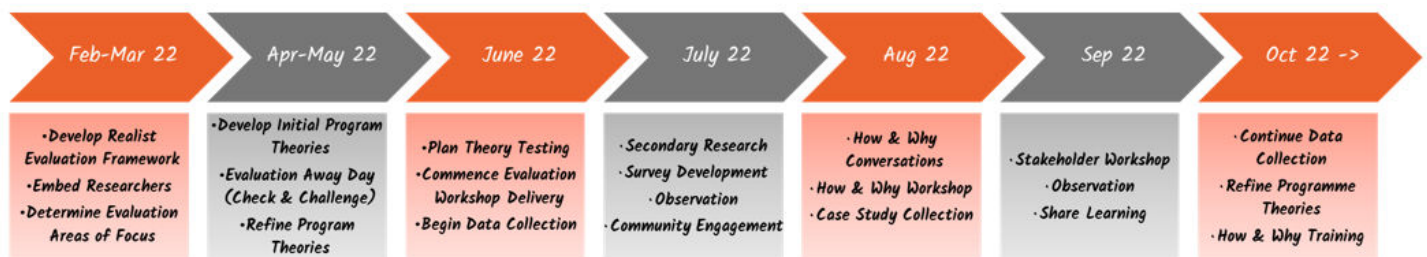 Feb-Mar 22
Apr-May 22
June 22
July 22
Aug 22
Sep 22
Oct 22 ->
•Develop Realist
Evaluation Framework
•Embed Researchers
•Determine Evaluation
Areas of Focus
•Develop Initial Program
Theories
•Evaluation Away Day
(Check & Challenge)
•Refine Program
Theories
•Plan Theory Testing
•Commence Evaluation
Workshop Delivery
•Begin Data Collection
•Secondary Research
•Survey Development
•Observation
•Community Engagement
•How & Why
Conversations
•How & Why Workshop
•Case Study Collection
•Stakeholder Workshop
•Observation
•Share Learning
•Continue Data
Collection
•Refine Programme
Theories
•How & Why Training